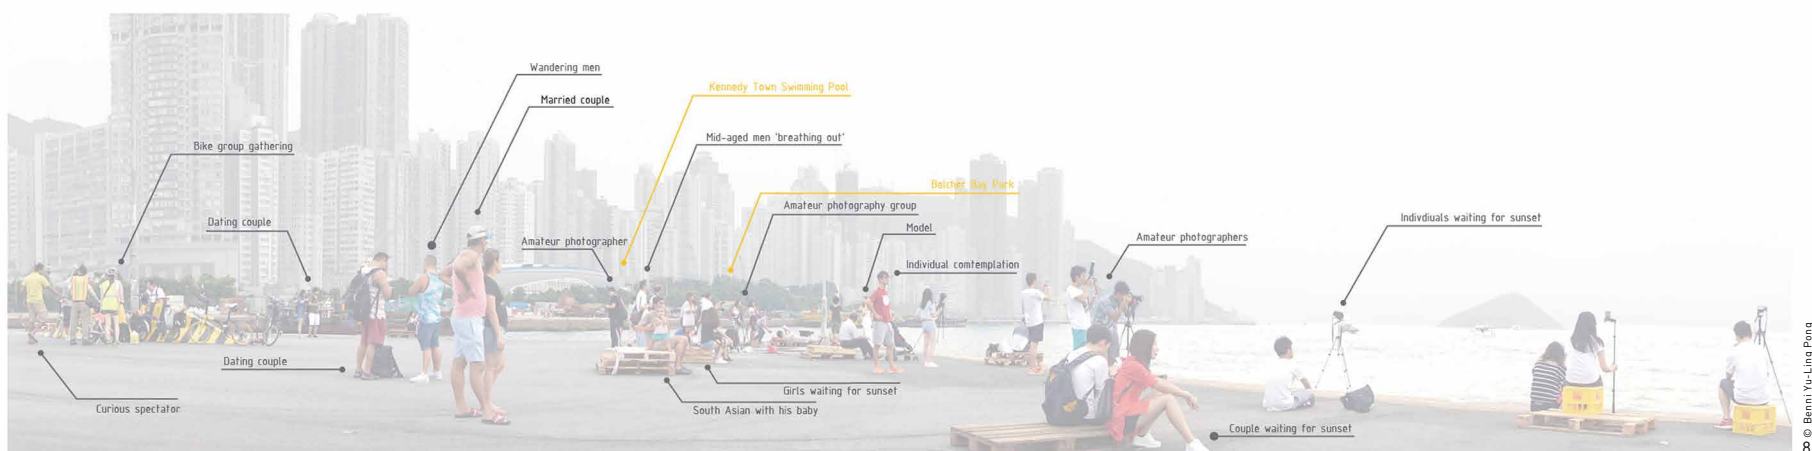 Wandering men
Married couple
Kennedy Town Swimming Pool
Mid-aged men 'breathing out'
Bike group gathering
Belcher Bay Park
Amateur photography group
Dating couple
Indivdiuals waiting for sunset
Model
Amateur photographer
Amateur photographers
Individual comtemplation
Dating couple
Girls waiting for sunset
Curious spectator
South Asian with his baby
Couple waiting for sunset
8 © Benni Yu-Ling Pong